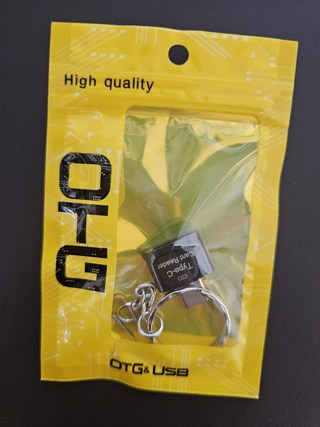 High quality
OTG
Type-C
Card Reader
OTG& USB